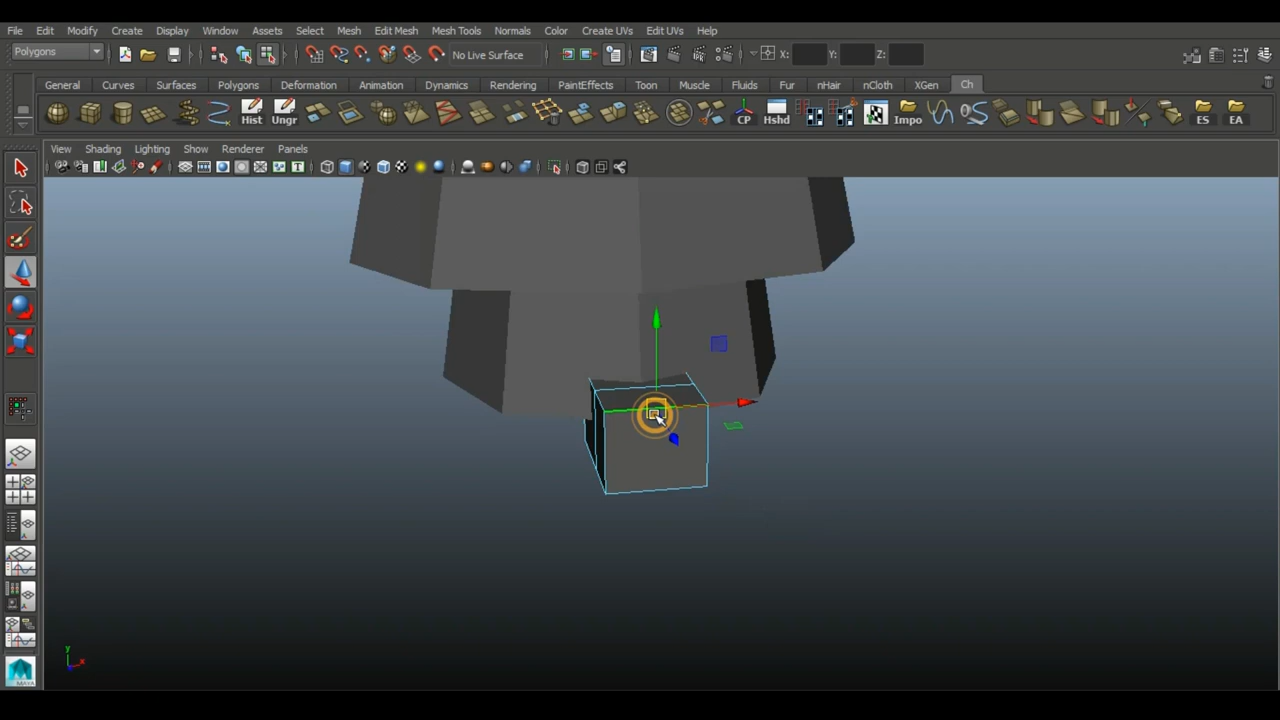 File Edit Modify Create Display Window Assets Select Mesh Edit Mesh Mesh Tools Normals Color Create UVs Edit UVs Help
Polygons No Live Surface X: Y: Z:
General Curves Surfaces Polygons Deformation Animation Dynamics Rendering PaintEffects Toon Muscle Fluids Fur nHair nCloth XGen Ch
Hist Ungr CP Hshd Impo ES EA
View Shading Lighting Show Renderer Panels
y
x
MAYA